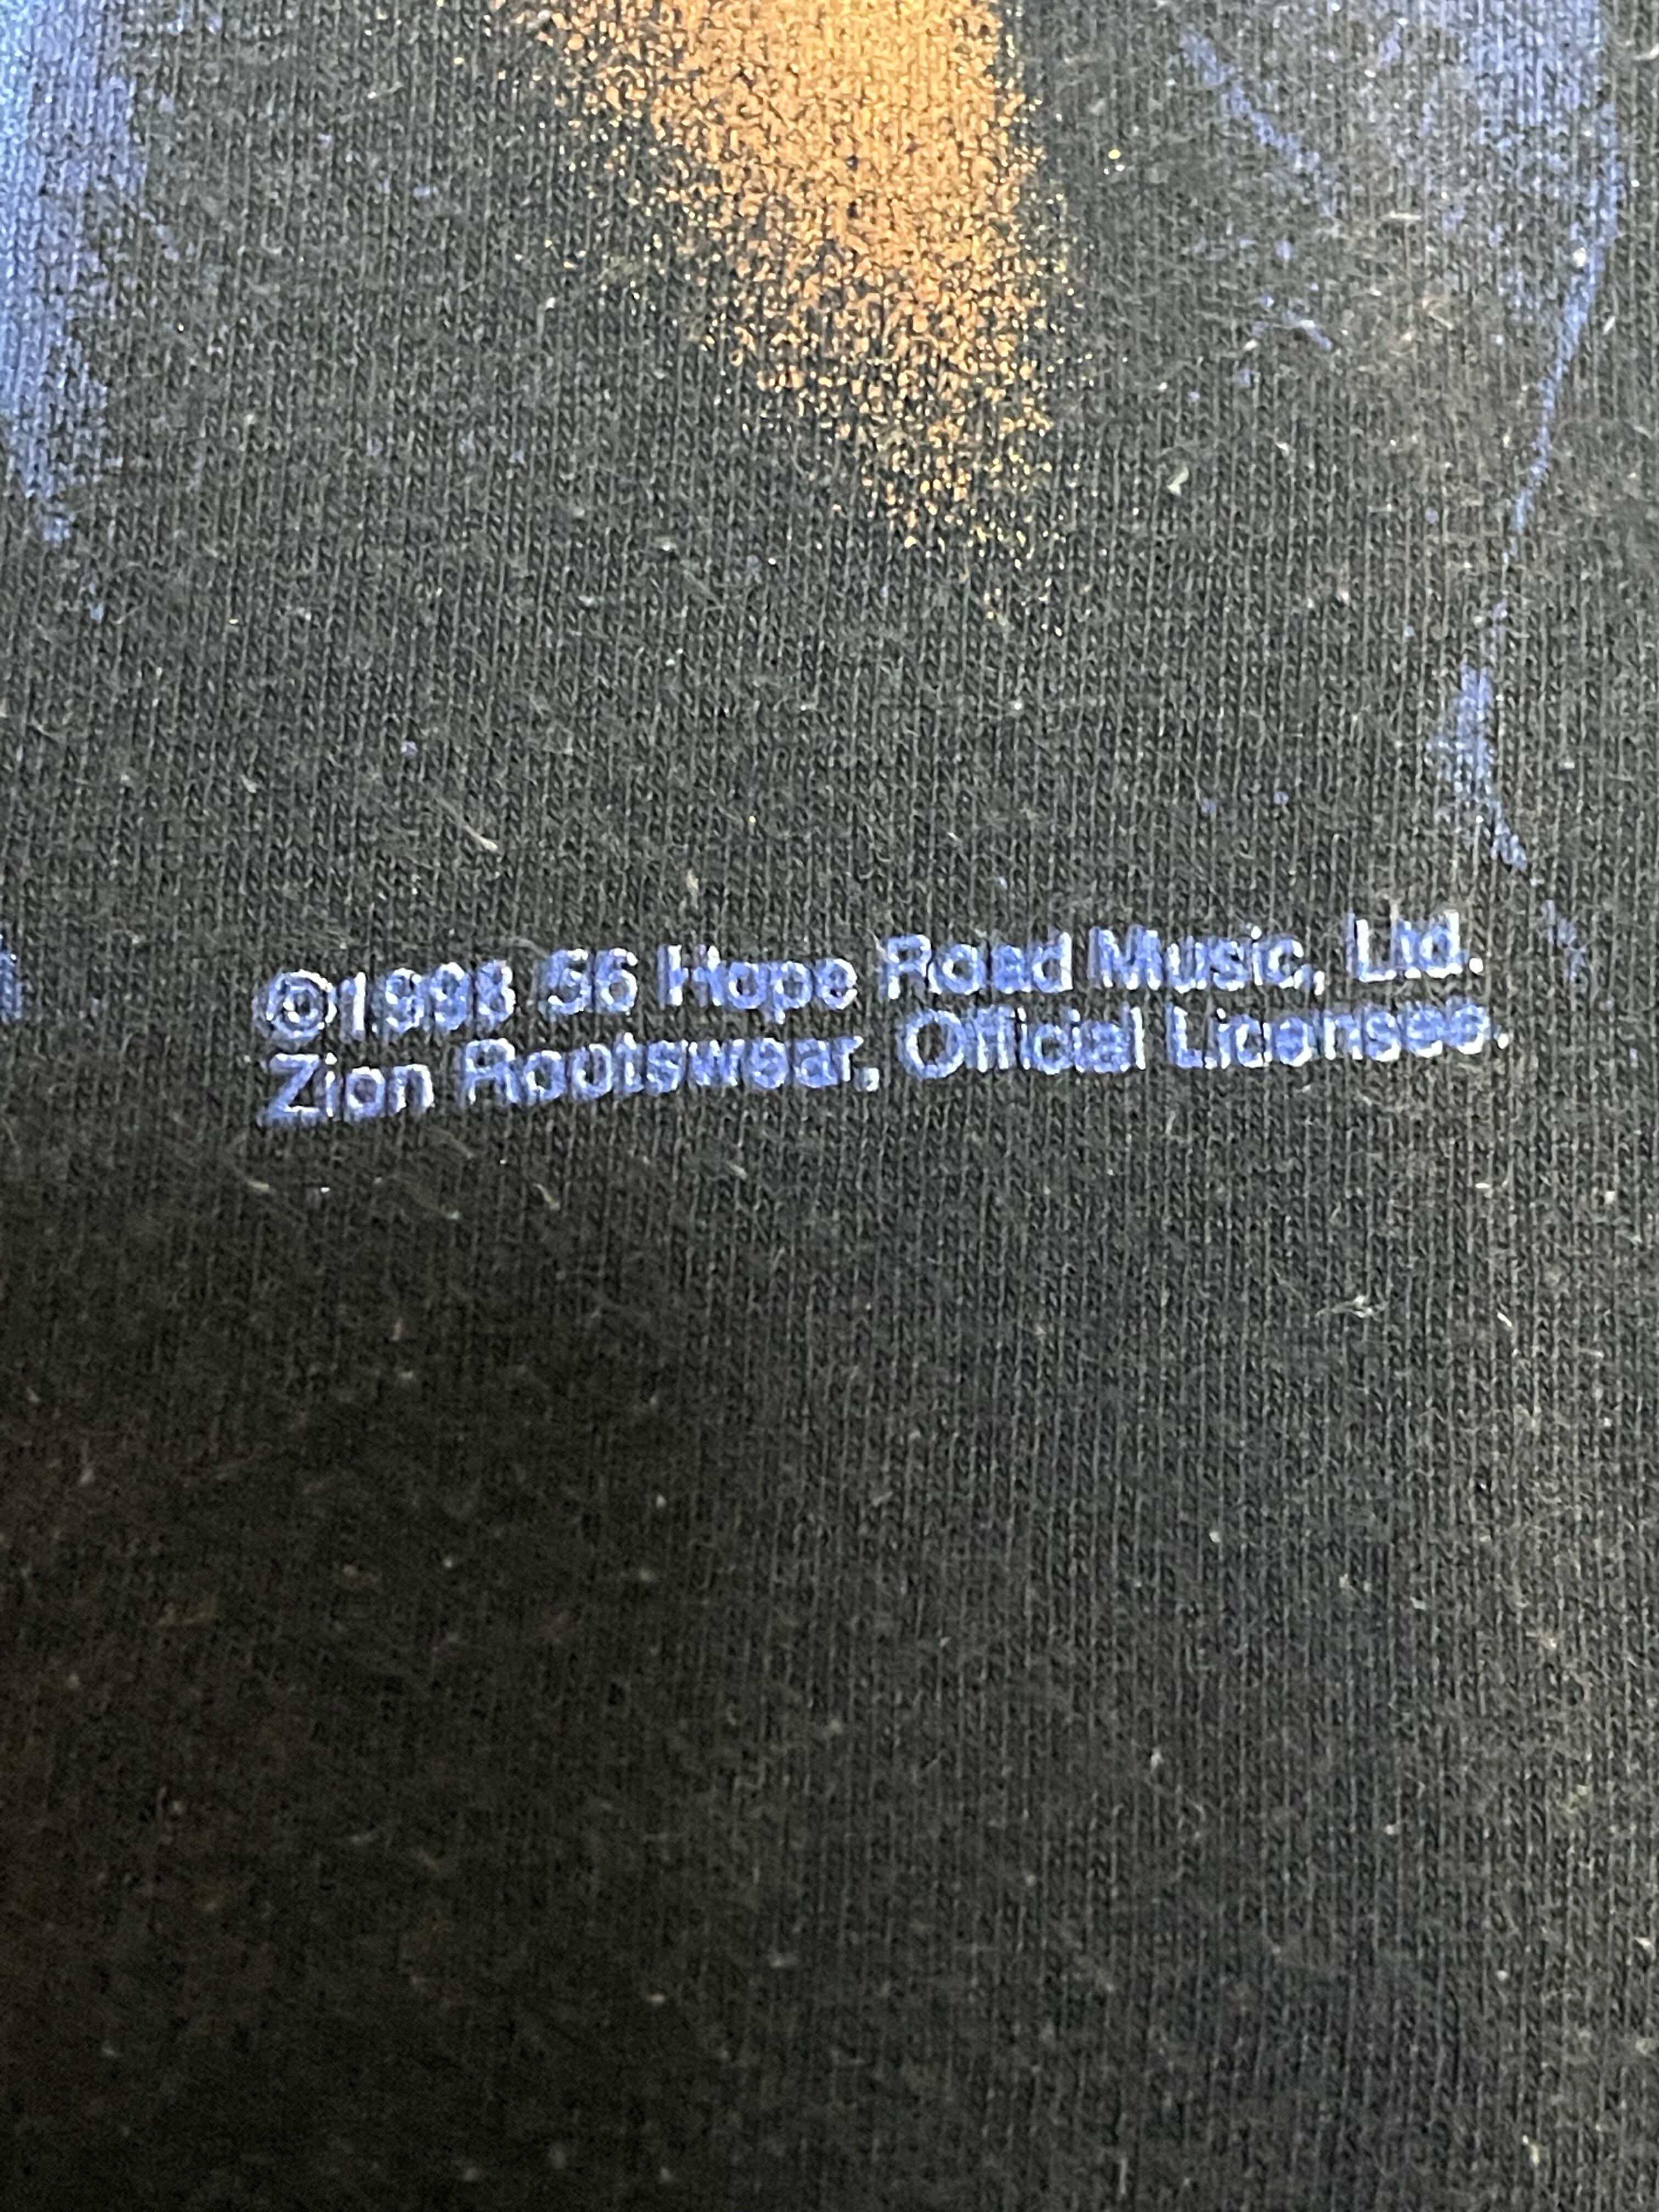 ©1998 56 Hope Road Music, Ltd.
Zion Rootswear, Official Licensee.